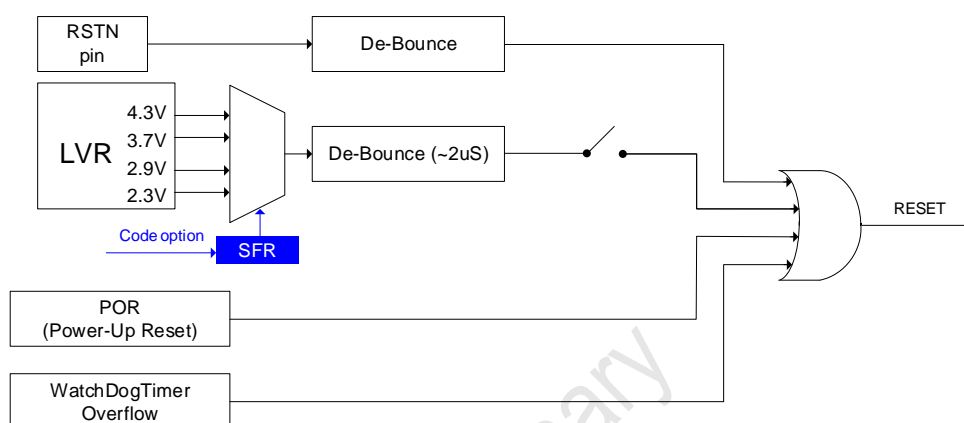 RSTN
pin
De-Bounce
LVR
4.3V
3.7V
2.9V
2.3V
De-Bounce (~2uS)
RESET
Code option
SFR
POR
(Power-Up Reset)
WatchDogTimer
Overflow